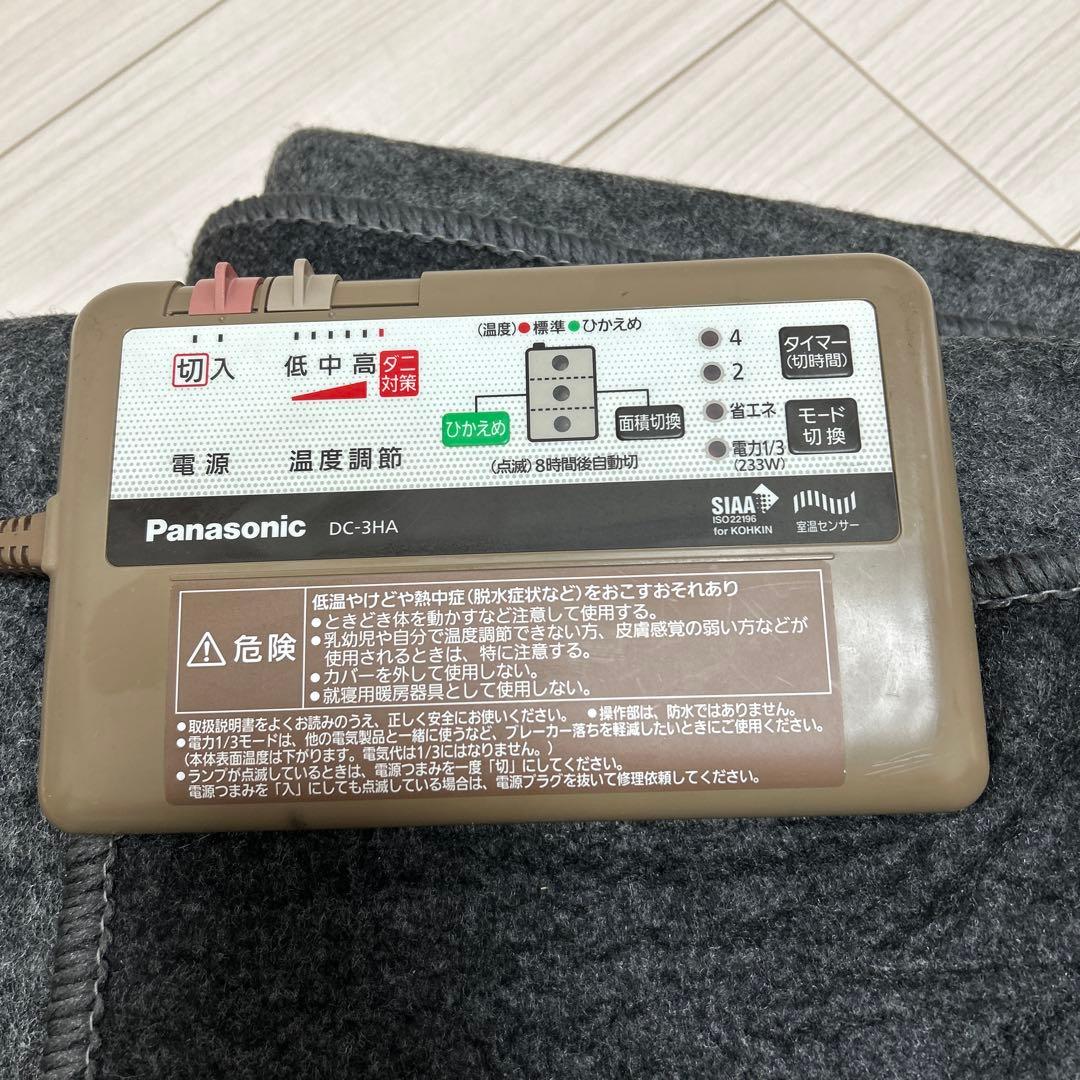 切 入
電源
低 中 高 ダニ対策
温度調節
(温度)●標準●ひかえめ
ひかえめ
面積切換
(点滅)8時間後自動切
4
2
省エネ
電力1/3
(233W)
タイマー
(切時間)
モード
切換
Panasonic DC-3HA
SIAA
ISO22196
for KOHKIN
室温センサー
危険
低温やけどや熱中症(脱水症状など)をおこすおそれあり
●ときどき体を動かすなど注意して使用する。
●乳幼児や自分で温度調節できない方、皮膚感覚の弱い方などが
使用されるときは、特に注意する。
●カバーを外して使用しない。
●就寝用暖房器具として使用しない。
●取扱説明書をよくお読みのうえ、正しく安全にお使いください。 ●操作部は、防水ではありません。
●電力1/3モードは、他の電気製品と一緒に使うなど、ブレーカー落ちを軽減したいときにご使用ください。
(本体表面温度は下がります。電気代は1/3にはなりません。)
●ランプが点滅しているときは、電源つまみを一度「切」にしてください。
電源つまみを「入」にしても点滅している場合は、電源プラグを抜いて修理依頼してください。